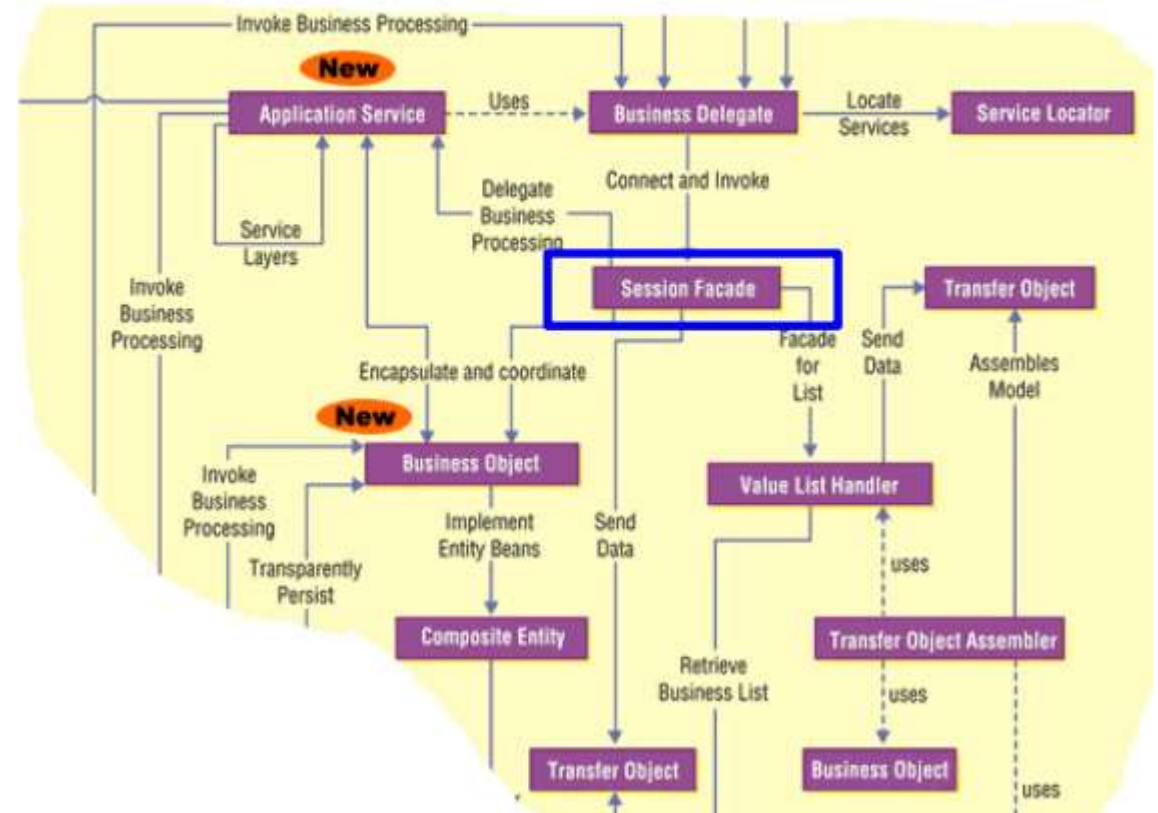 Invoke Business Processing
New
Application Service
Uses
Business Delegate
Locate
Services
Service Locator
Connect and Invoke
Delegate
Business
Processing
Service
Layers
Invoke
Business
Processing
Session Facade
Transfer Object
Facade
for
List
Send
Data
Assembles
Model
Encapsulate and coordinate
New
Business Object
Value List Handler
Invoke
Business
Processing
Implement
Entity Beans
Send
Data
Transparently
Persist
uses
Composite Entity
Transfer Object Assembler
Retrieve
Business List
uses
Transfer Object
Business Object
uses